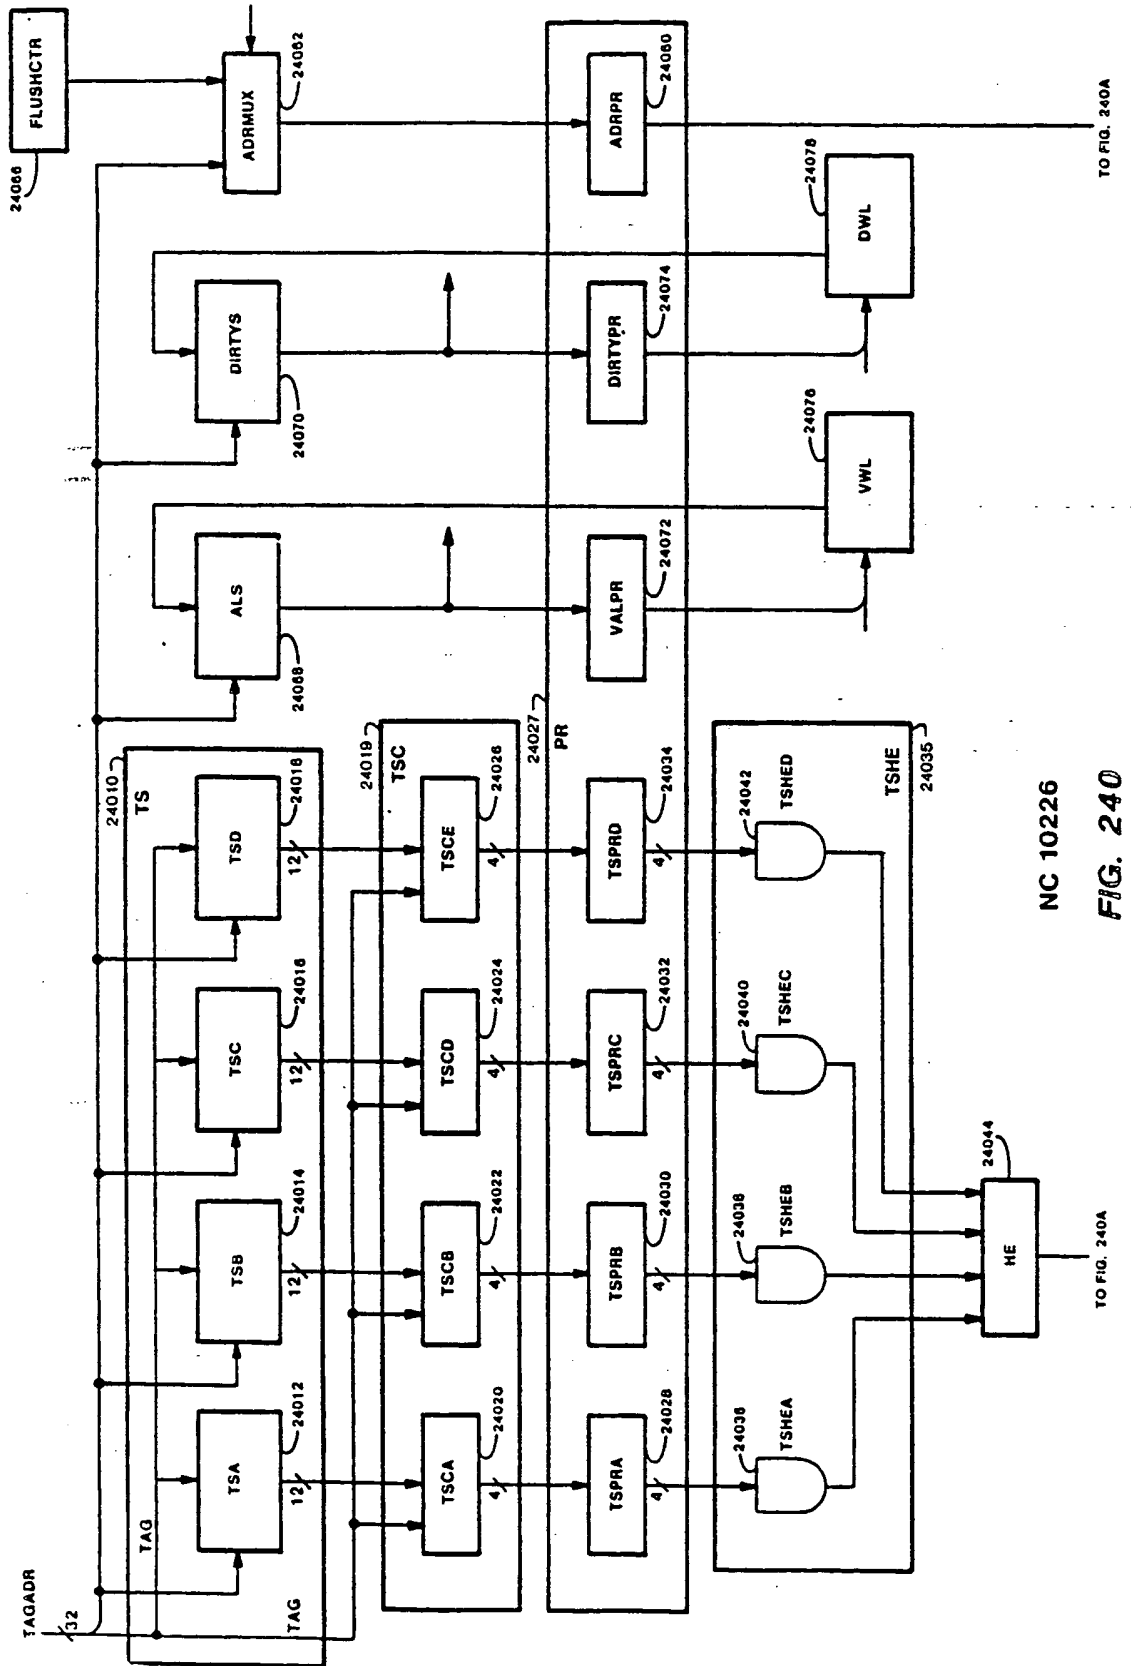 TAGADR
32
24066
FLUSHCTR
TAG
24010
TS
TSA
24012
TSB
24014
TSC
24016
TSD
24018
ALS
24068
DIRTYS
24070
ADRMUX
24062
12
12
12
12
TAG
24019
TSC
TSCA
24020
TSCB
24022
TSCD
24024
TSCE
24026
4
4
4
4
24027
PR
TSPRA
24028
TSPRB
24030
TSPRC
24032
TSPRD
24034
VALPR
24072
DIRTYPR
24074
ADRPR
24060
4
4
4
4
24036
TSHEA
24038
TSHEB
24040
TSHEC
24042
TSHED
TSHE
24035
VWL
24076
DWL
24078
HE
24044
TO FIG. 240A
TO FIG. 240A
NC 10226
FIG. 240